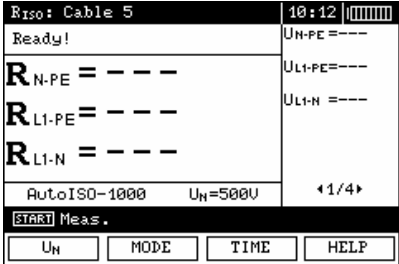 RISO: Cable 5 10:12
Ready!
RN-PE = ---
RL1-PE = ---
RL1-N = ---
UN-PE =---
UL1-PE=---
UL1-N =---
AutoISO-1000 UN=500V
◂1/4▸
START Meas.
UN MODE TIME HELP